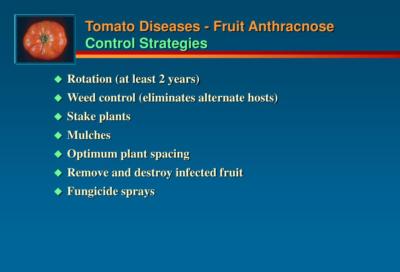 Tomato Diseases - Fruit Anthracnose
Control Strategies
Rotation (at least 2 years)
Weed control (eliminates alternate hosts)
Stake plants
Mulches
Optimum plant spacing
Remove and destroy infected fruit
Fungicide sprays